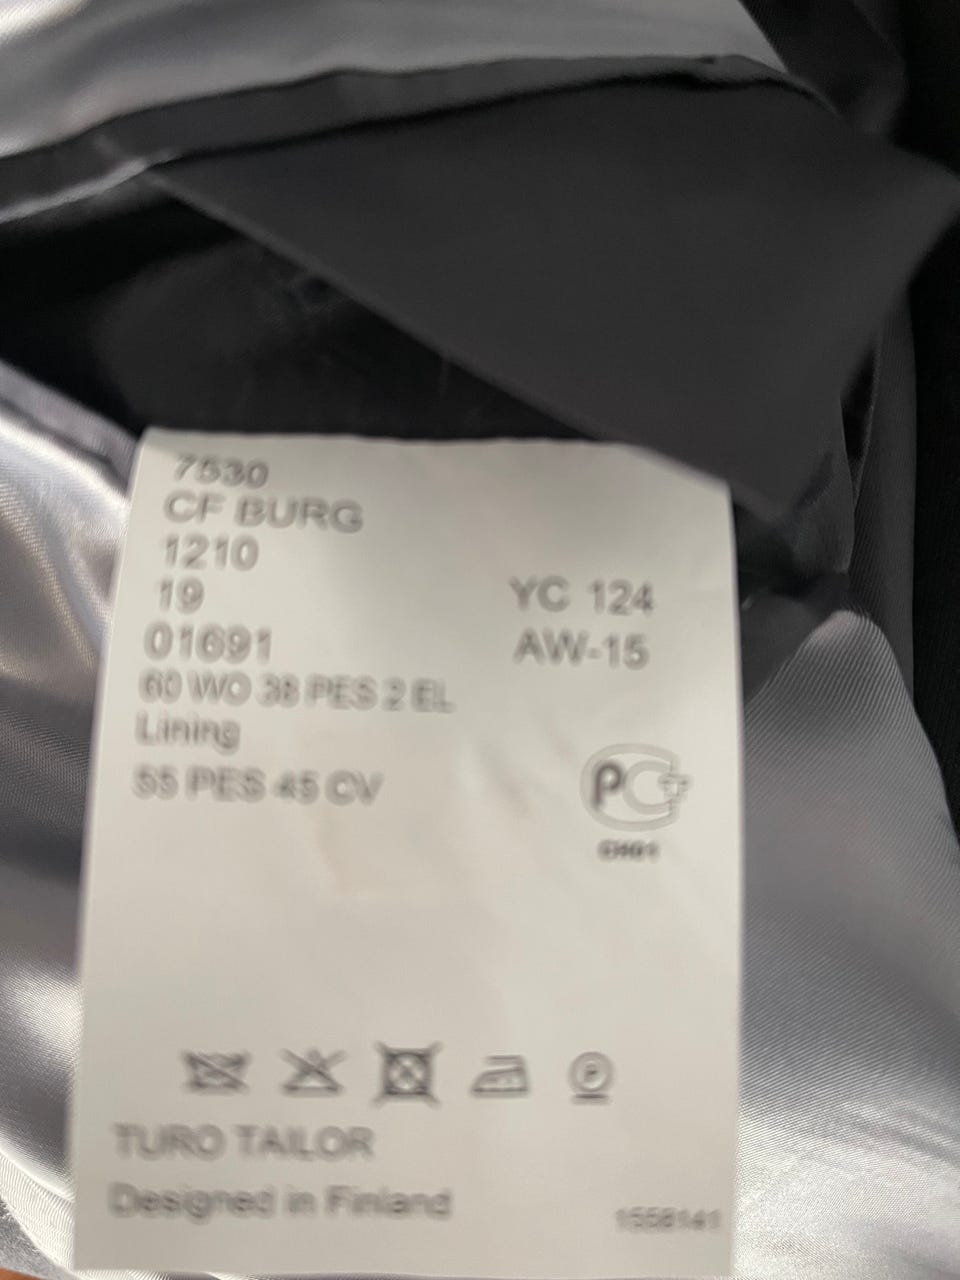 7530
CF BURG
1210
19 YC 124
01691 AW-15
60 WO 38 PES 2 EL
Lining
55 PES 45 CV
PCT
P
TURO TAILOR
Designed in Finland
1558141